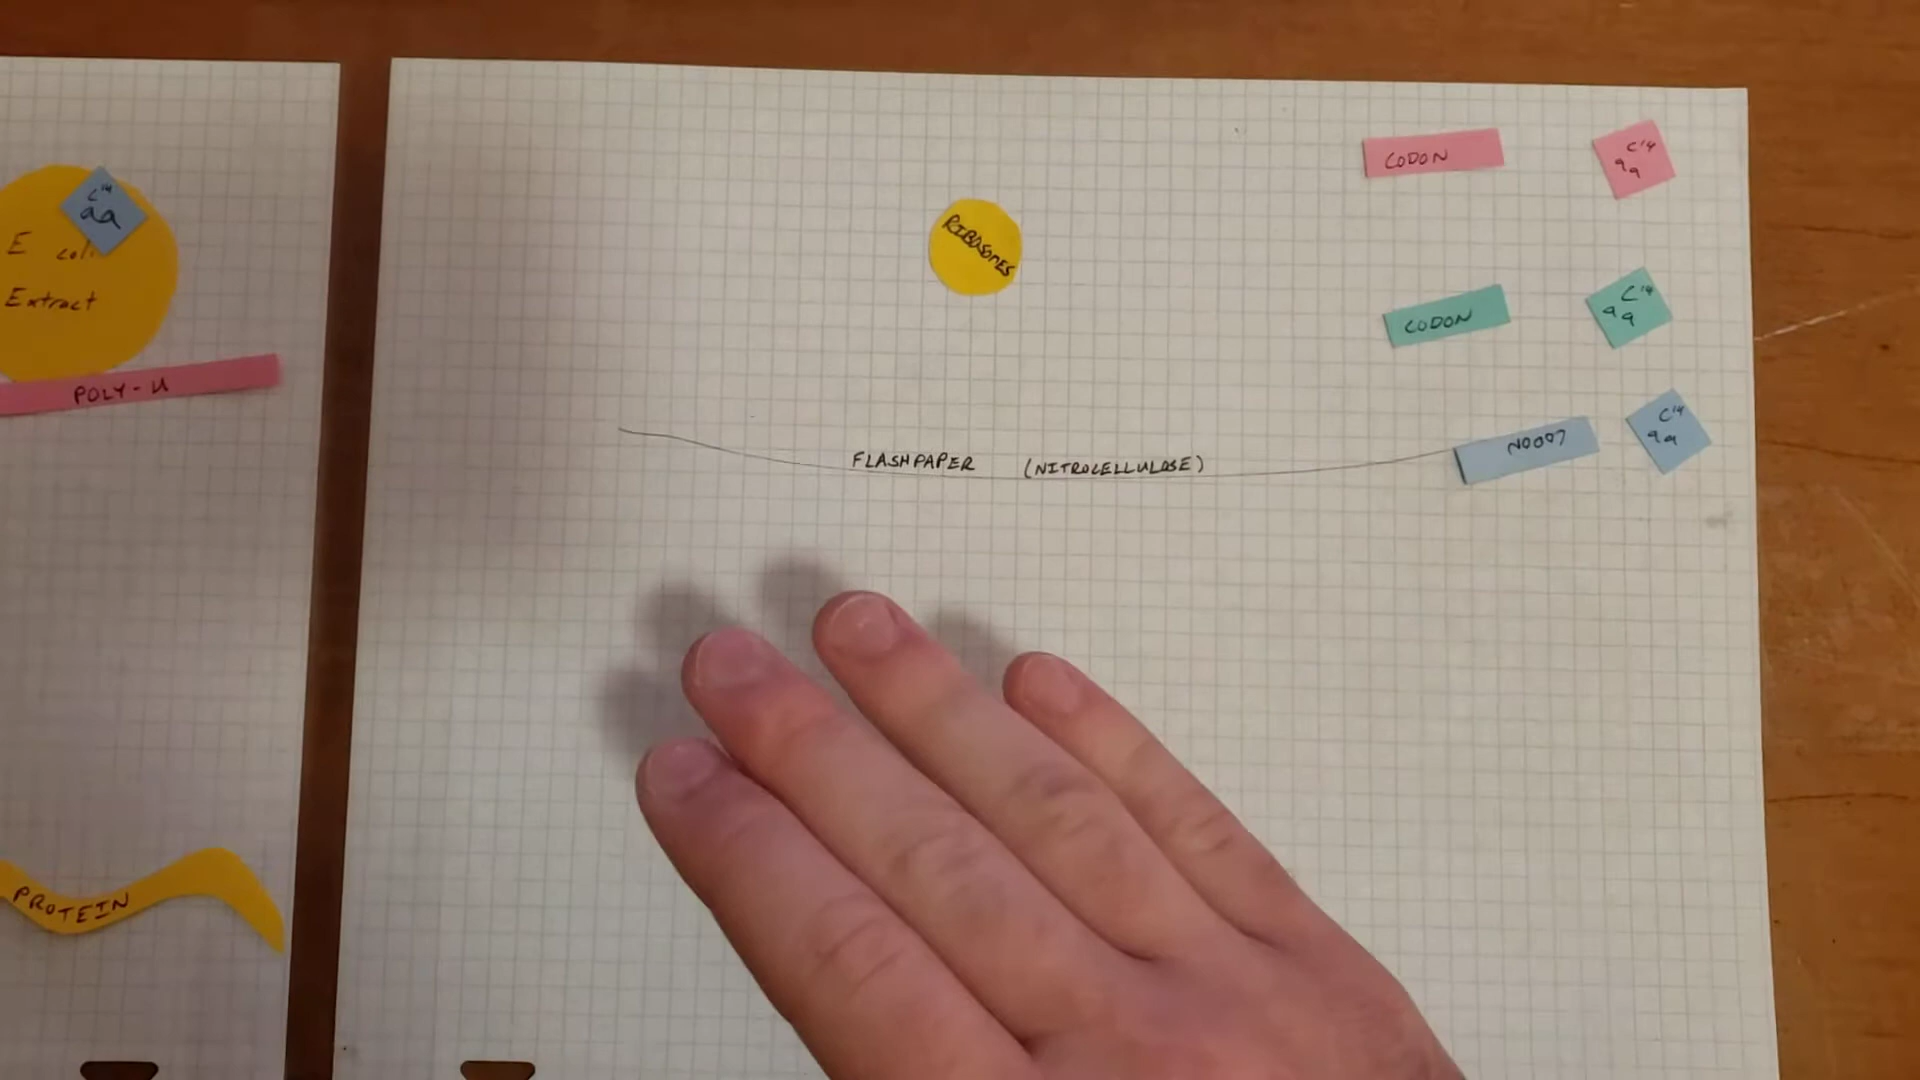 C¹⁴
aa
E coli
Extract
POLY-U
PROTEIN
RIBOSOMES
FLASHPAPER (NITROCELLULOSE)
CODON
C¹⁴
aa
CODON
C¹⁴
aa
CODON
C¹⁴
aa